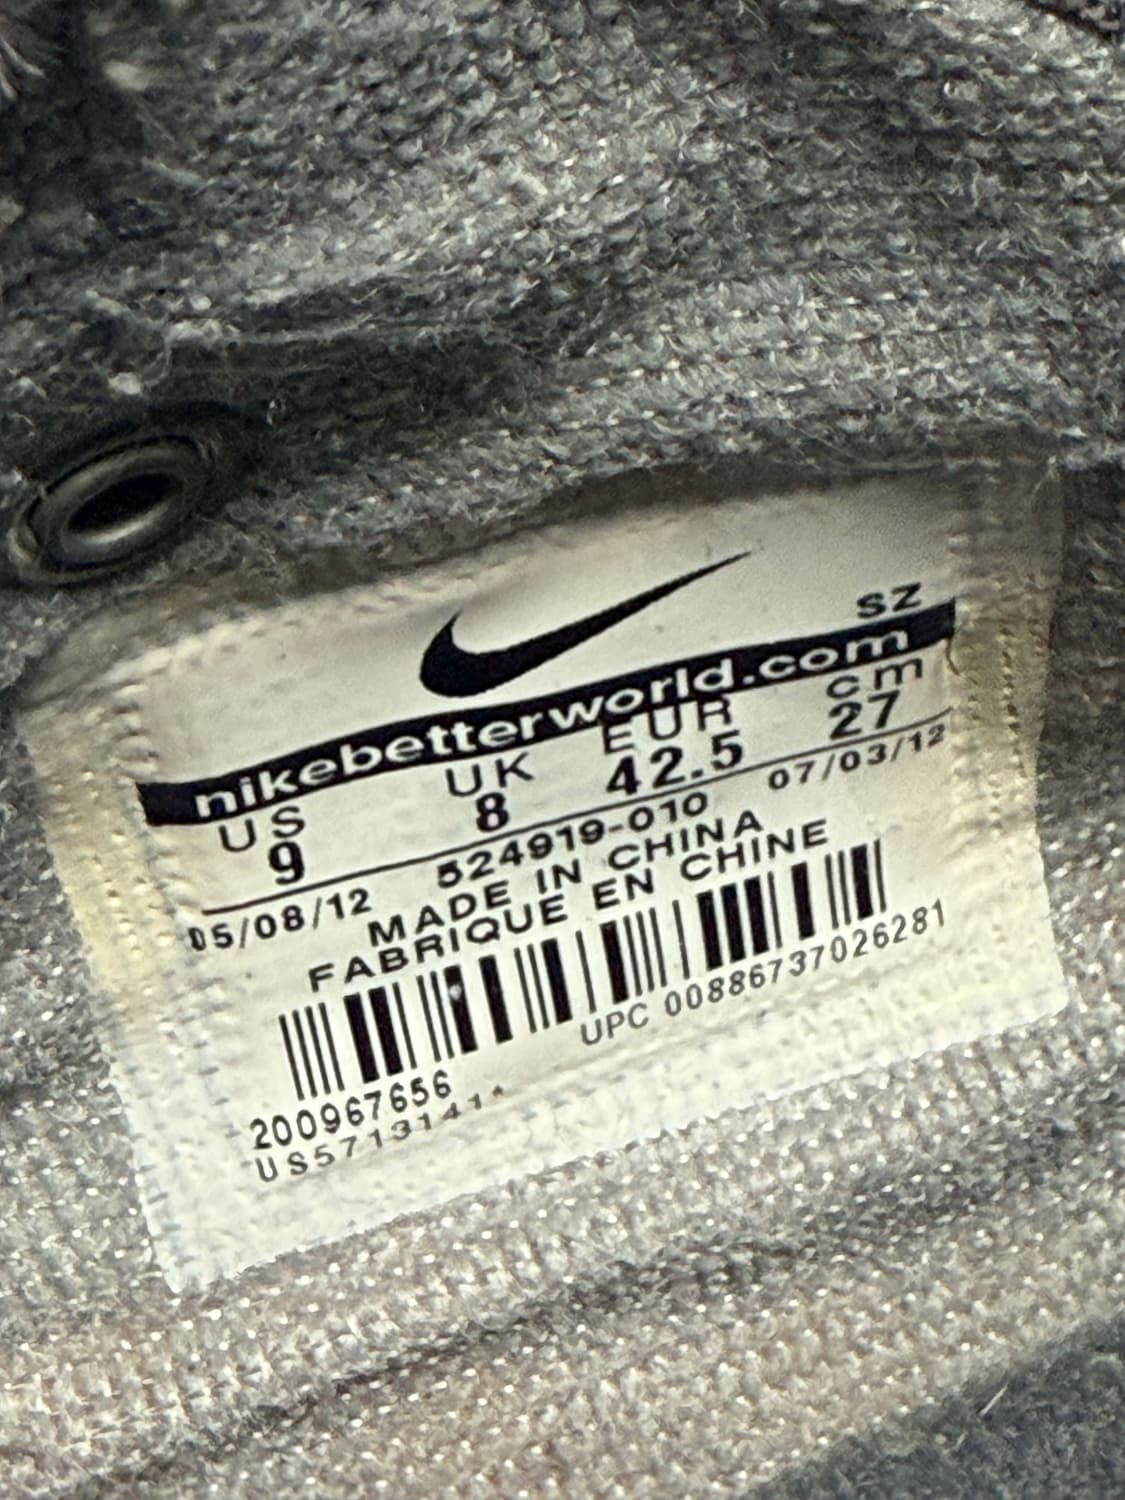 SZ
nikebetterworld.com
US UK EUR cm
9 8 42.5 27
05/08/12 524919-010 07/03/12
MADE IN CHINA
FABRIQUE EN CHINE
UPC 00886737026281
200967656
US573141*